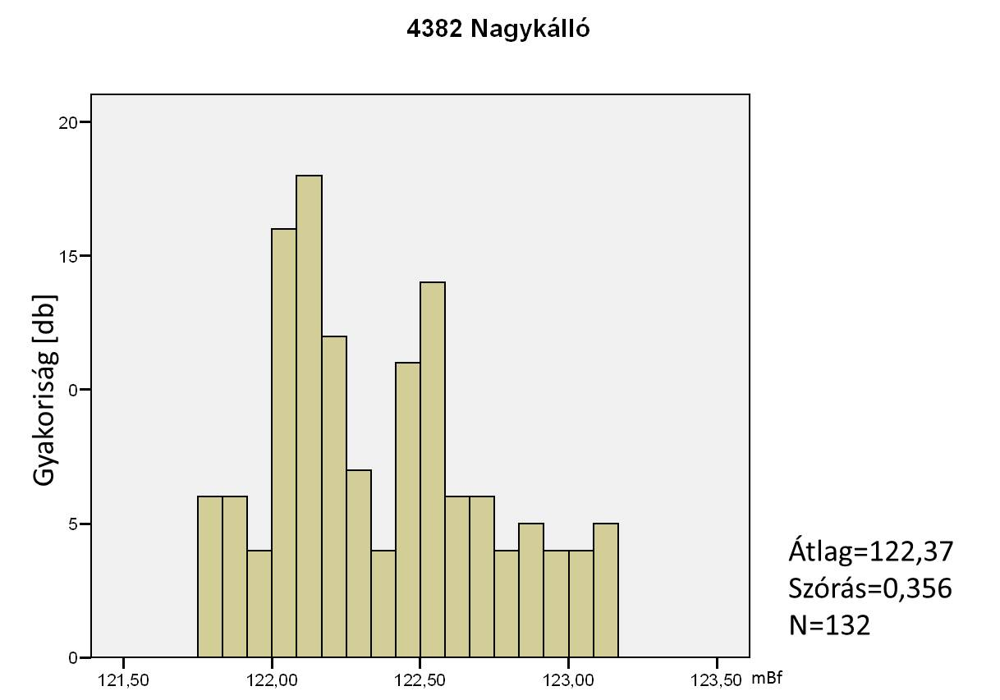 4382 Nagykálló
Gyakoriság [db]
20
15
0
5
0
121,50
122,00
122,50
123,00
123,50
mBf
Átlag=122,37
Szórás=0,356
N=132